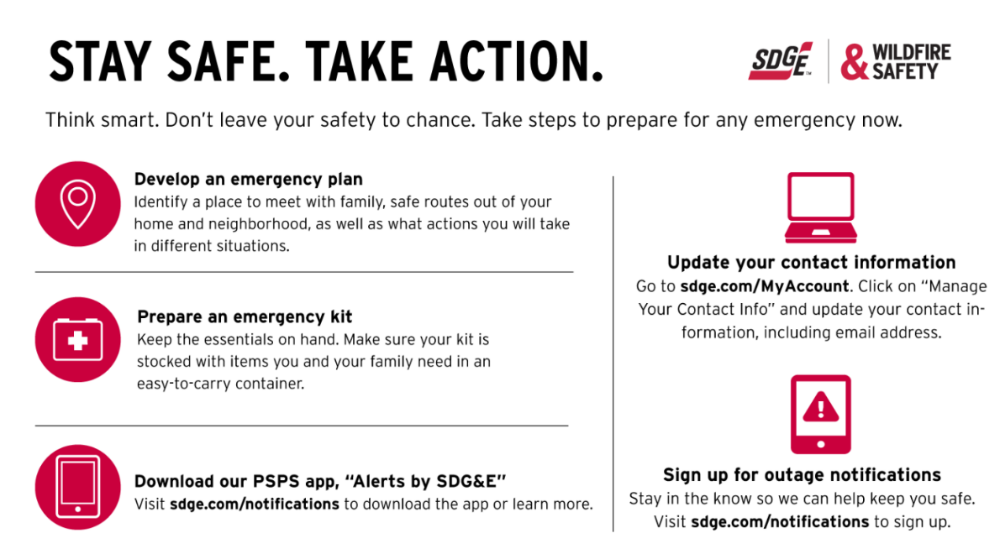 STAY SAFE. TAKE ACTION.
SDGE™
& WILDFIRE
SAFETY
Think smart. Don’t leave your safety to chance. Take steps to prepare for any emergency now.
Develop an emergency plan
Identify a place to meet with family, safe routes out of your
home and neighborhood, as well as what actions you will take
in different situations.
Prepare an emergency kit
Keep the essentials on hand. Make sure your kit is
stocked with items you and your family need in an
easy-to-carry container.
Download our PSPS app, “Alerts by SDG&E”
Visit sdge.com/notifications to download the app or learn more.
Update your contact information
Go to sdge.com/MyAccount. Click on “Manage
Your Contact Info” and update your contact in-
formation, including email address.
Sign up for outage notifications
Stay in the know so we can help keep you safe.
Visit sdge.com/notifications to sign up.